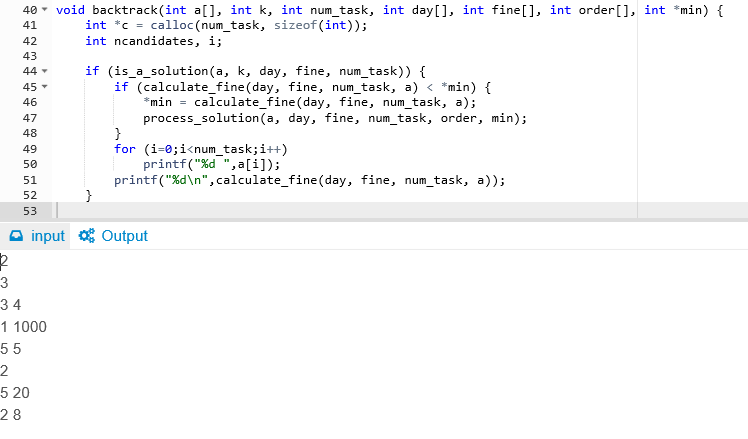 40 void backtrack(int a[], int k, int num_task, int day[], int fine[], int order[], int *min) {
41     int *c = calloc(num_task, sizeof(int));
42     int ncandidates, i;
43
44     if (is_a_solution(a, k, day, fine, num_task)) {
45         if (calculate_fine(day, fine, num_task, a) < *min) {
46             *min = calculate_fine(day, fine, num_task, a);
47             process_solution(a, day, fine, num_task, order, min);
48         }
49         for (i=0;i<num_task;i++)
50             printf("%d ",a[i]);
51         printf("%d\n",calculate_fine(day, fine, num_task, a));
52     }
53
input Output
2
3
3 4
1 1000
5 5
2
5 20
2 8